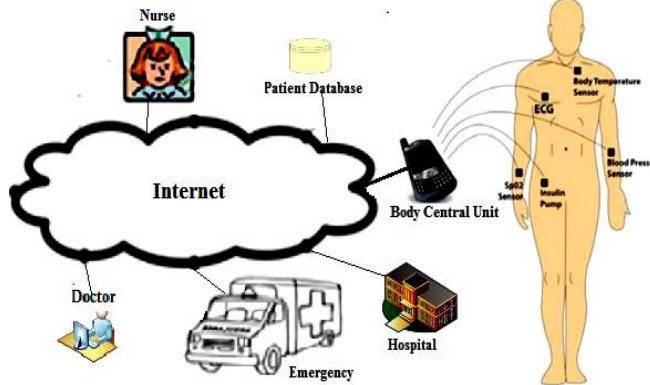 Nurse
Patient Database
Internet
Body Central Unit
Doctor
Emergency
Hospital
AMBULANCE
Body Temperature
Sensor
ECG
Blood Press
Sensor
Sp02
Sensor
Insulin
Pump